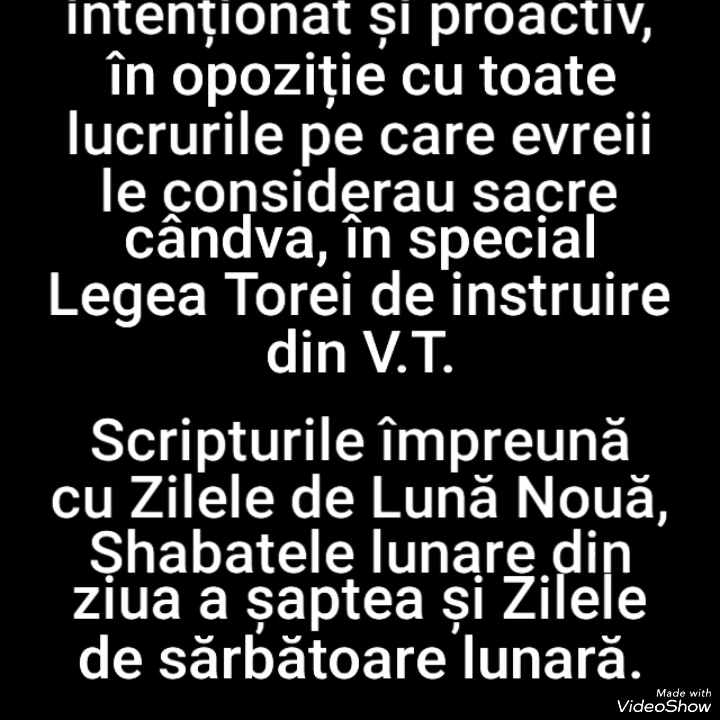 intenționat și proactiv,
în opoziție cu toate
lucrurile pe care evreii
le considerau sacre
cândva, în special
Legea Torei de instruire
din V.T.
Scripturile împreună
cu Zilele de Lună Nouă,
Shabatele lunare din
ziua a șaptea și Zilele
de sărbătoare lunară.
Made with
VideoShow